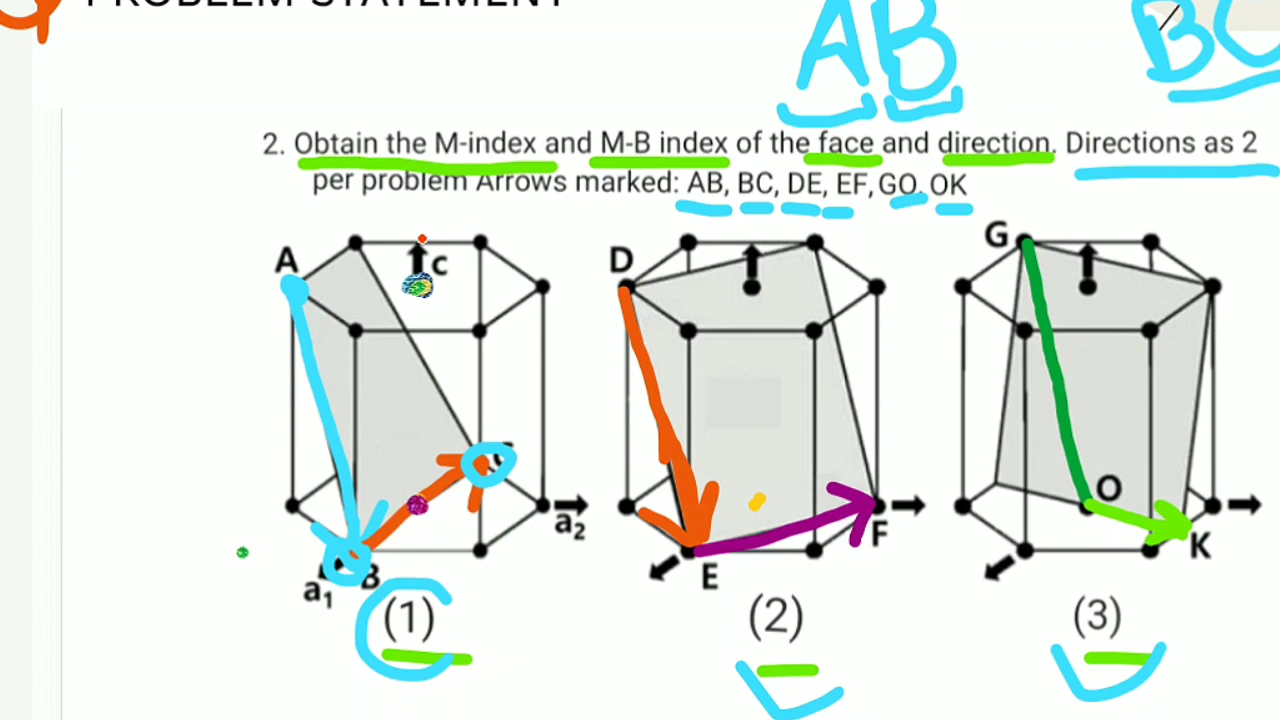 PROBLEM STATEMENT
AB
BC
2. Obtain the M-index and M-B index of the face and direction. Directions as 2
per problem Arrows marked: AB, BC, DE, EF, GO, OK
A c D G
a₂ F O K
a₁ B E
(1) (2) (3)